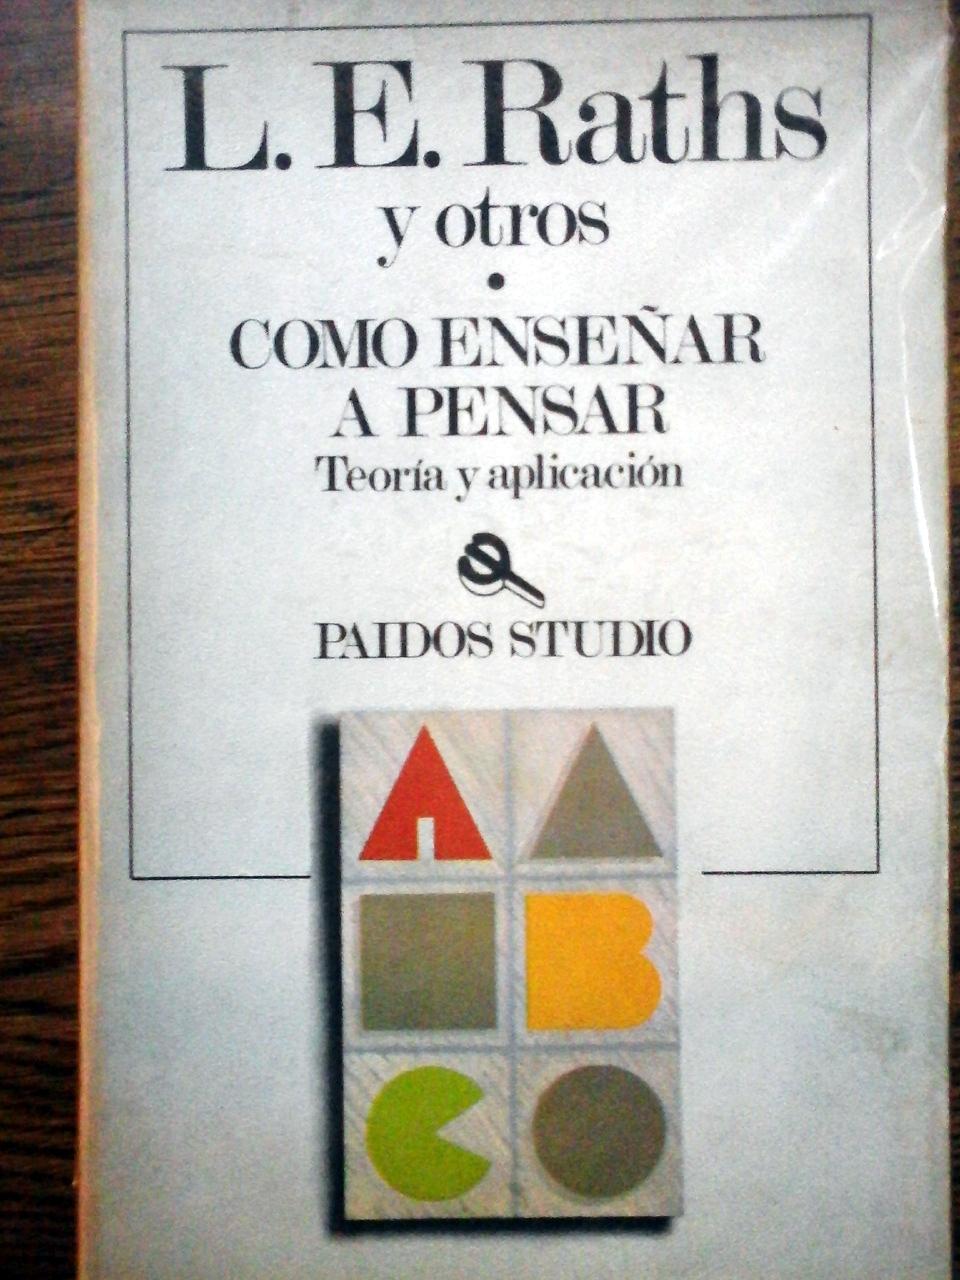 L. E. Raths
y otros
•
COMO ENSEÑAR
A PENSAR
Teoría y aplicación
PAIDOS STUDIO
A
B
C